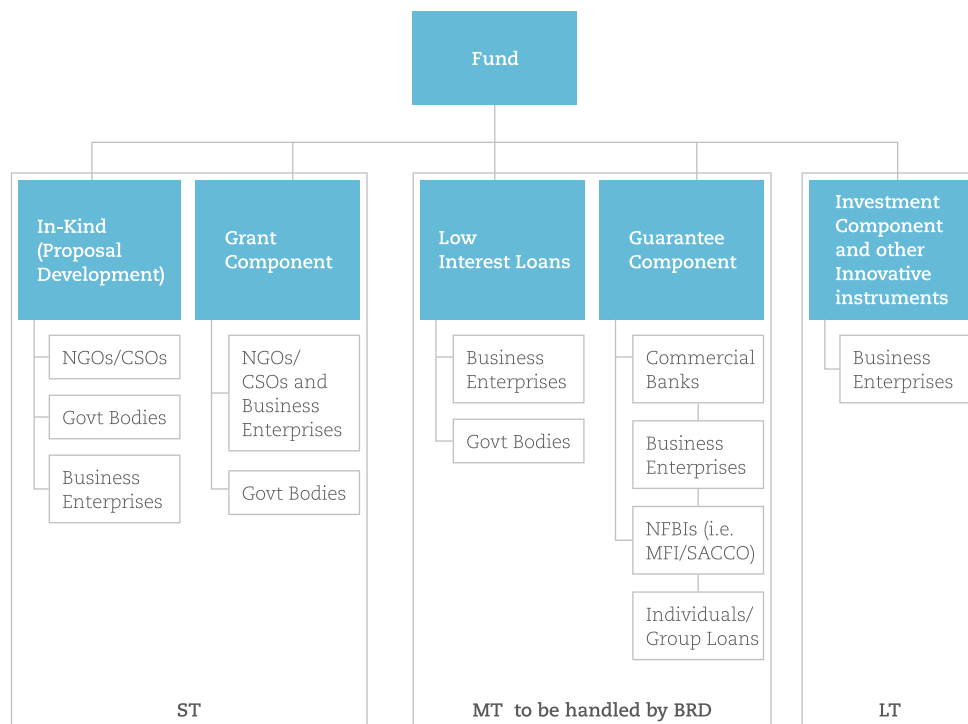 Fund
In-Kind
(Proposal
Development)
NGOs/CSOs
Govt Bodies
Business
Enterprises
Grant
Component
NGOs/
CSOs and
Business
Enterprises
Govt Bodies
ST
Low
Interest Loans
Business
Enterprises
Govt Bodies
Guarantee
Component
Commercial
Banks
Business
Enterprises
NFBIs (i.e.
MFI/SACCO)
Individuals/
Group Loans
MT to be handled by BRD
Investment
Component
and other
Innovative
instruments
Business
Enterprises
LT